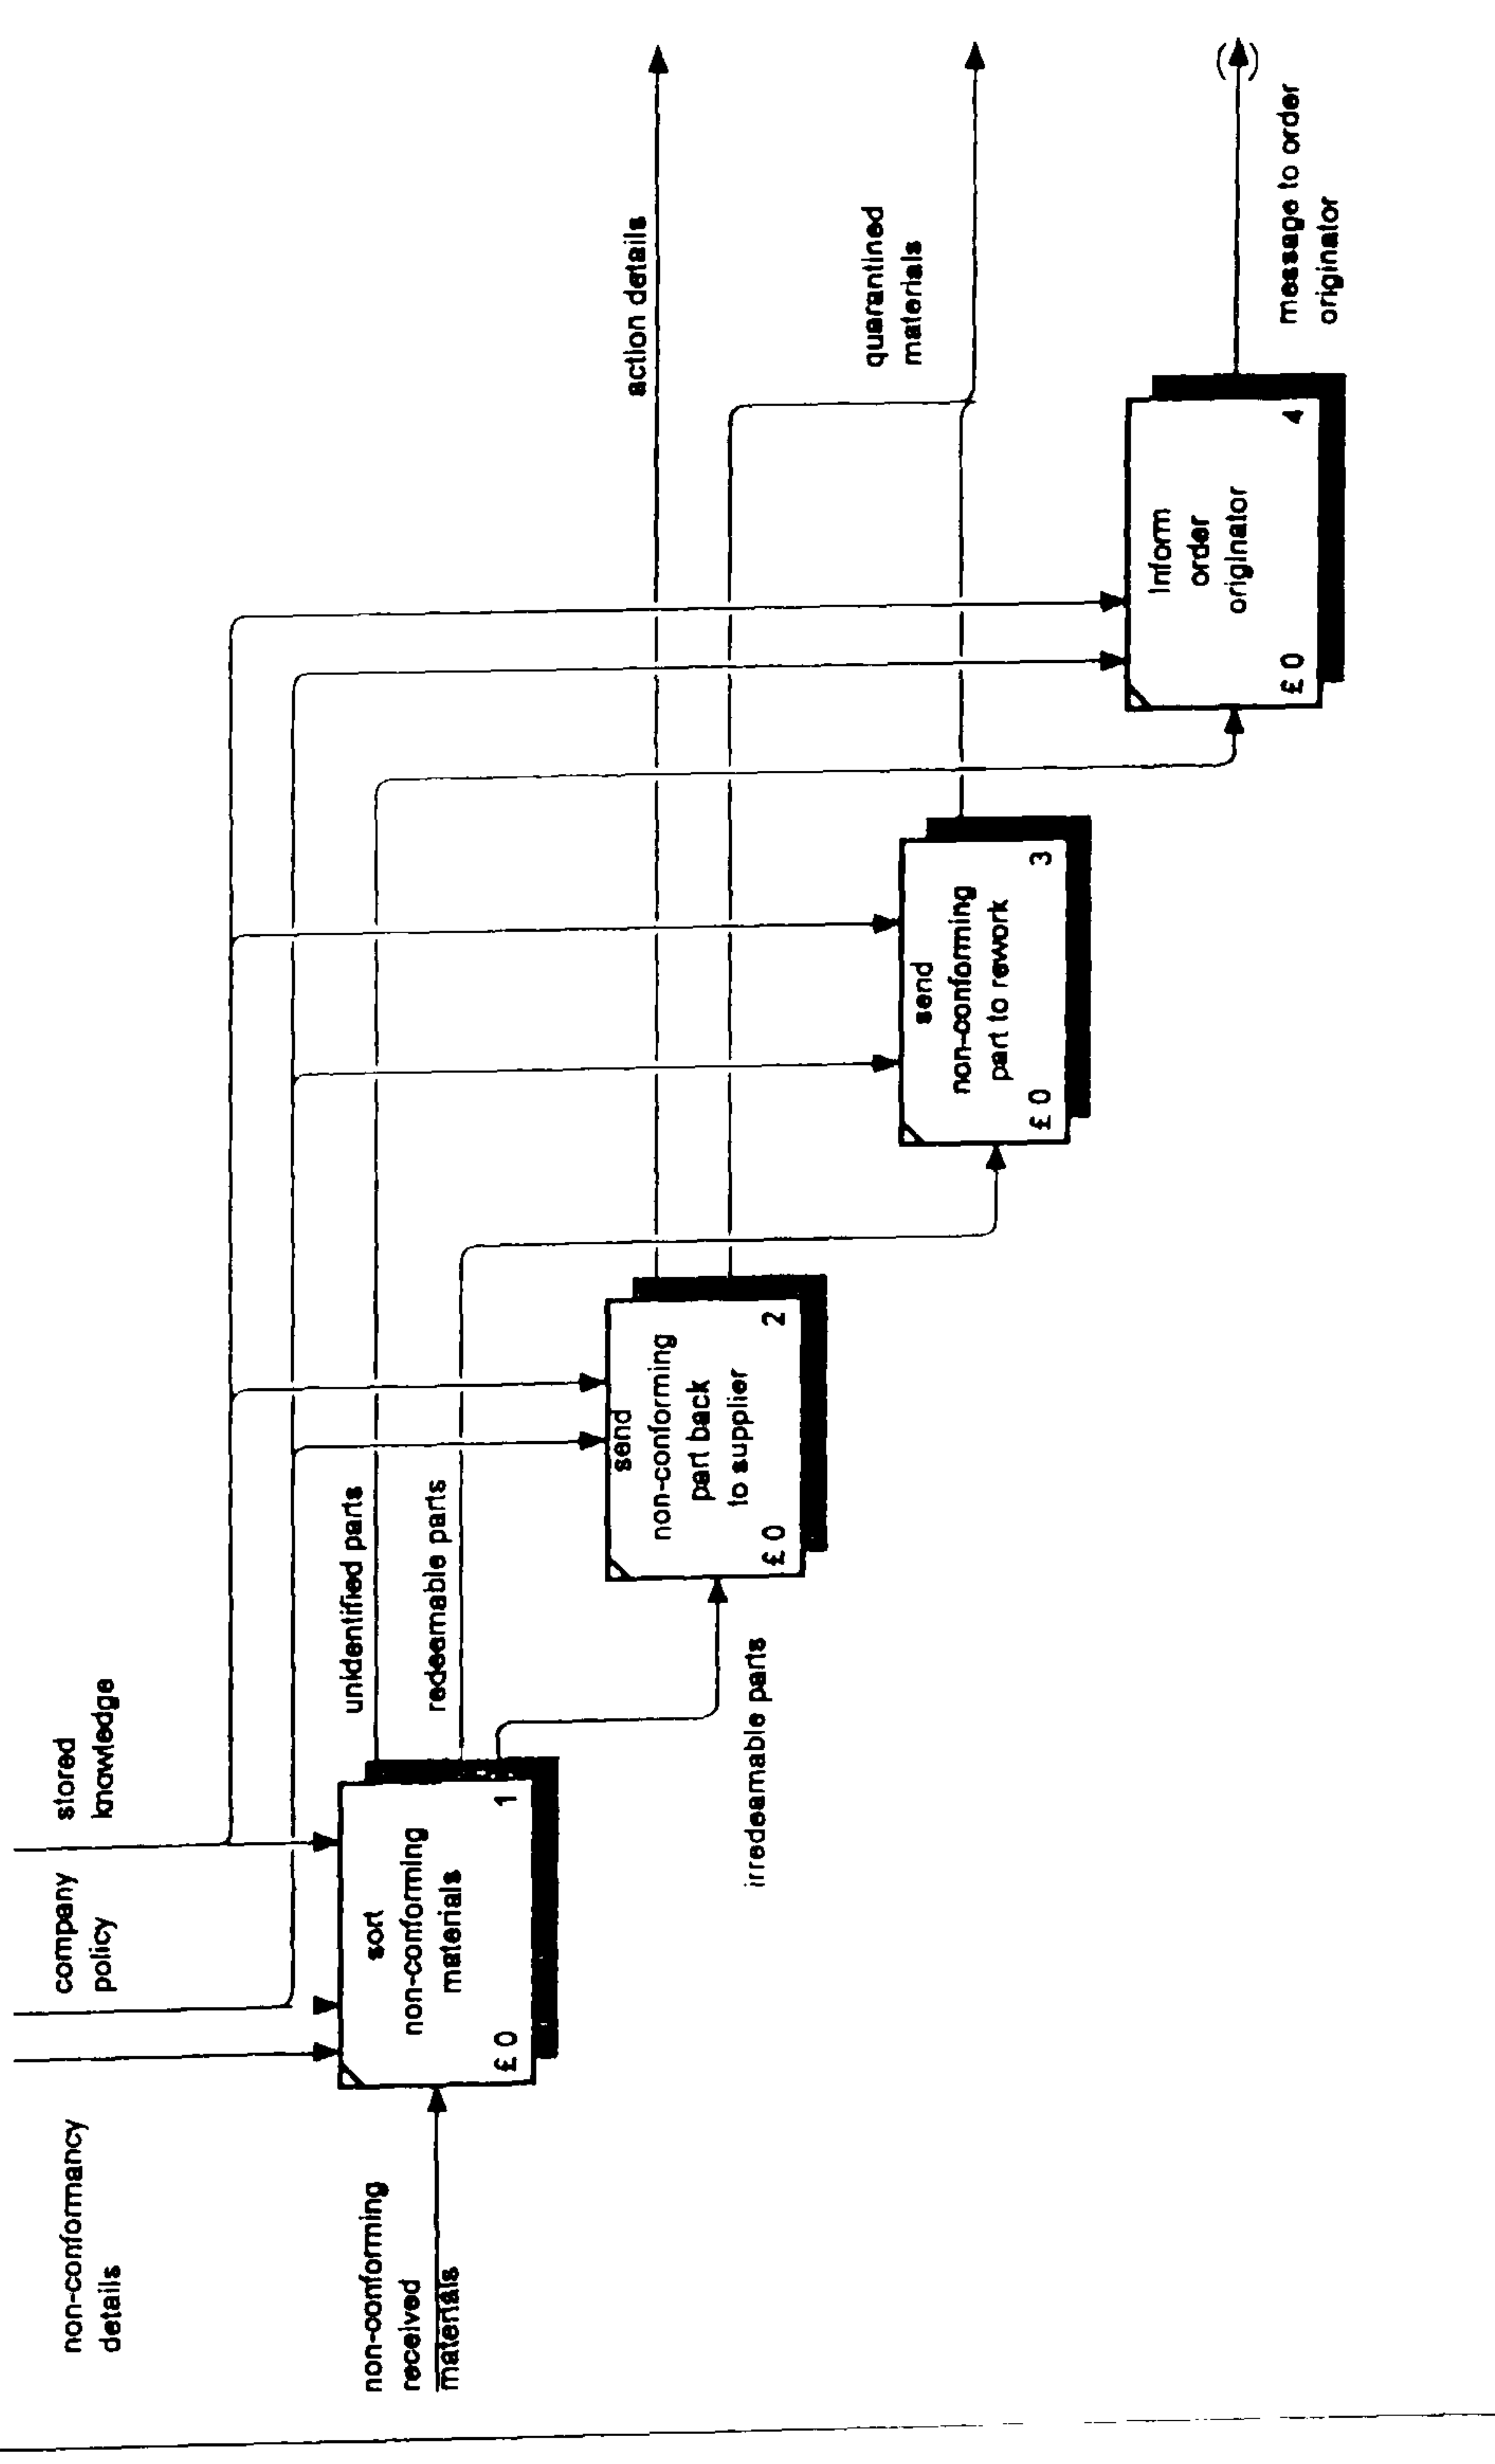 non-conformancy
details
company
policy
stored
knowledge
non-conforming
received
materials
sort
non-conforming
materials
£ 0
1
unidentified parts
redeemable parts
irredeamable parts
send
non-conforming
part back
to supplier
£ 0
2
send
non-conforming
part to rework
£ 0
3
Inform
order
originator
£ 0
4
action details
quarantined
materials
message to order
originator